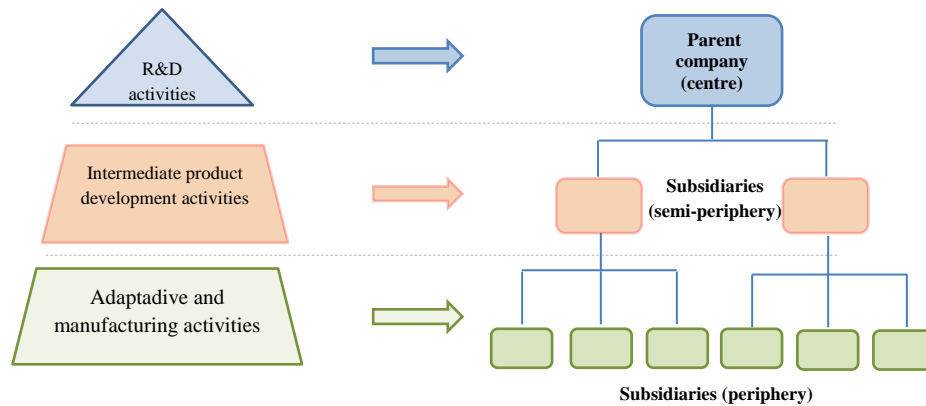 R&D
activities
Parent
company
(centre)
Intermediate product
development activities
Subsidiaries
(semi-periphery)
Adaptadive and
manufacturing activities
Subsidiaries (periphery)